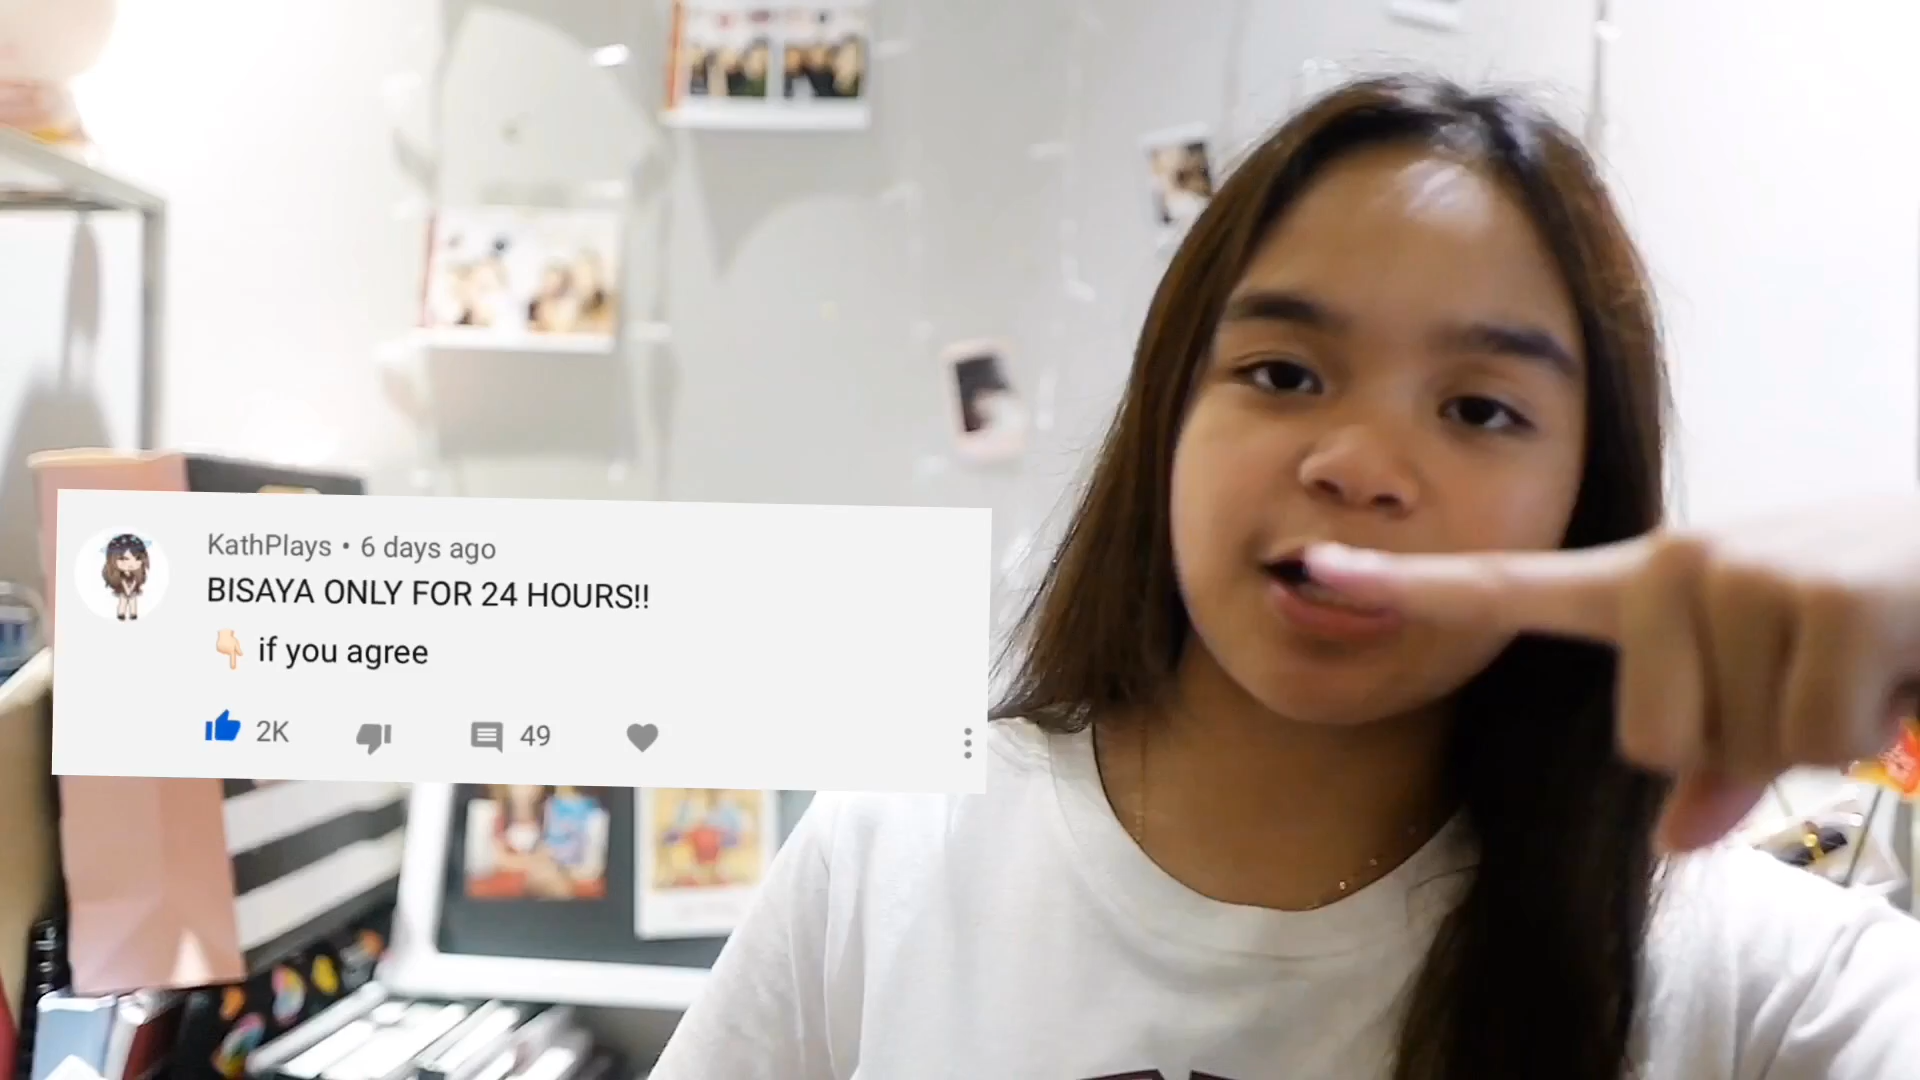 KathPlays • 6 days ago
BISAYA ONLY FOR 24 HOURS!!
👇🏻 if you agree
2K 49